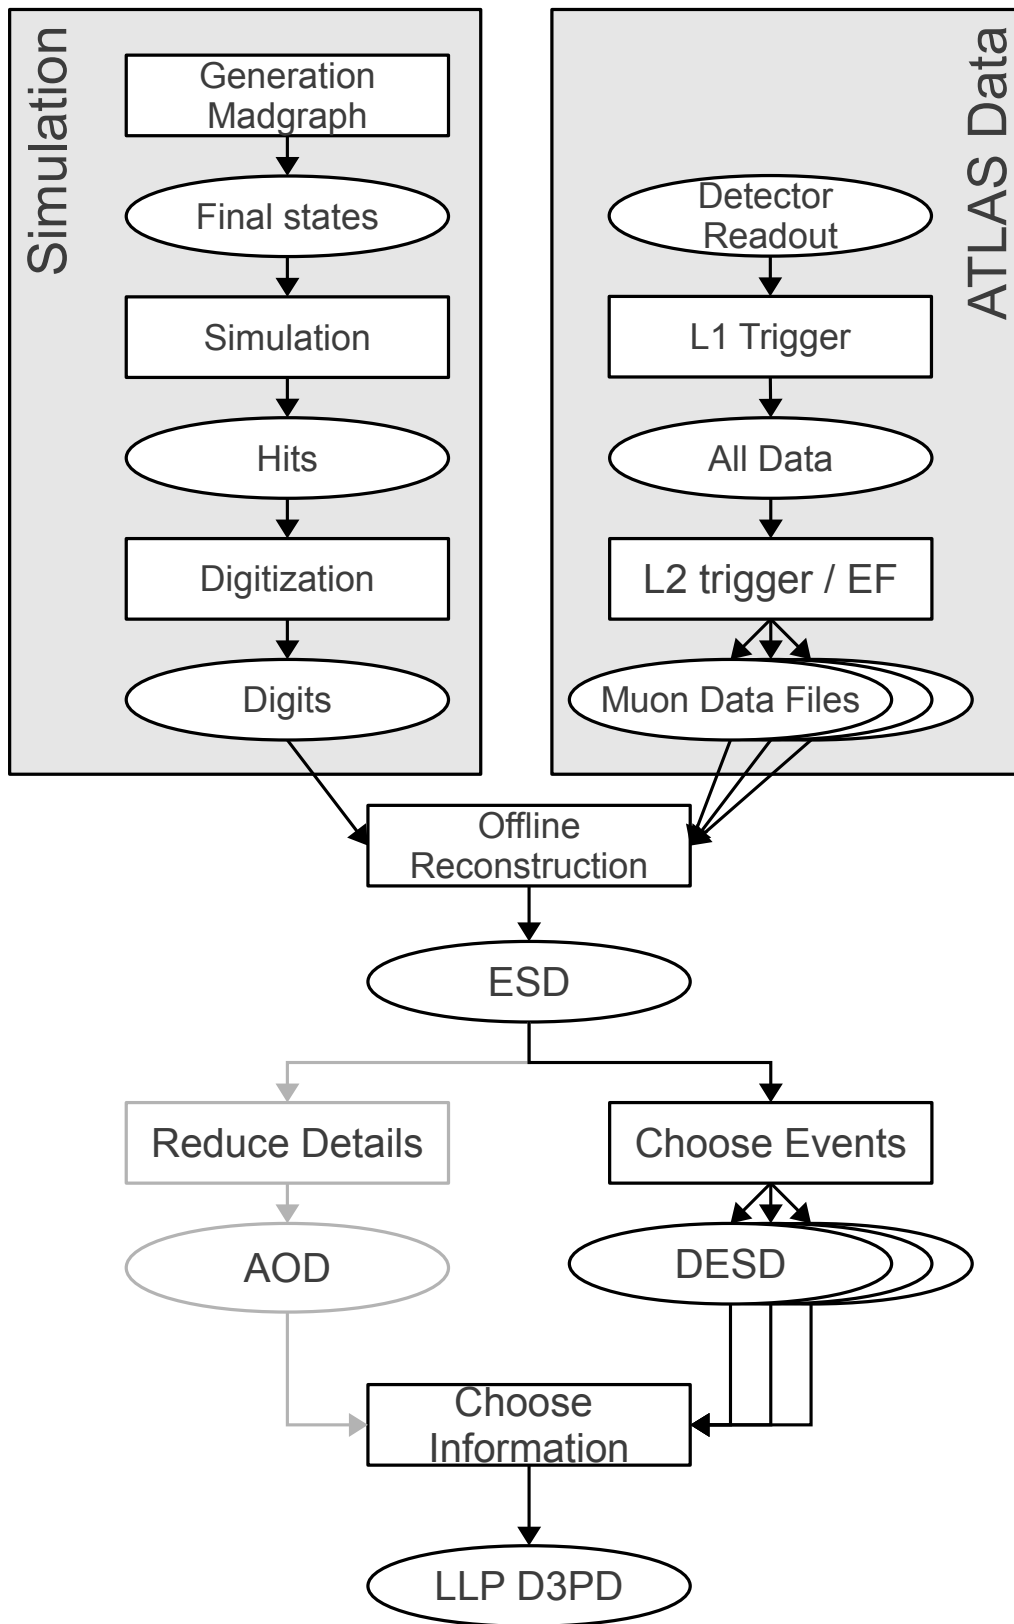 Simulation
Generation
Madgraph
Final states
Simulation
Hits
Digitization
Digits
ATLAS Data
Detector
Readout
L1 Trigger
All Data
L2 trigger / EF
Muon Data Files
Offline
Reconstruction
ESD
Reduce Details
Choose Events
AOD
DESD
Choose
Information
LLP D3PD